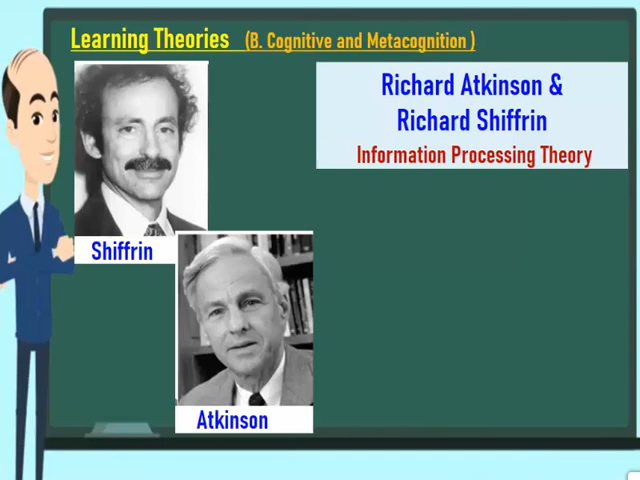 Learning Theories (B. Cognitive and Metacognition )
Richard Atkinson &
Richard Shiffrin
Information Processing Theory
Shiffrin
Atkinson